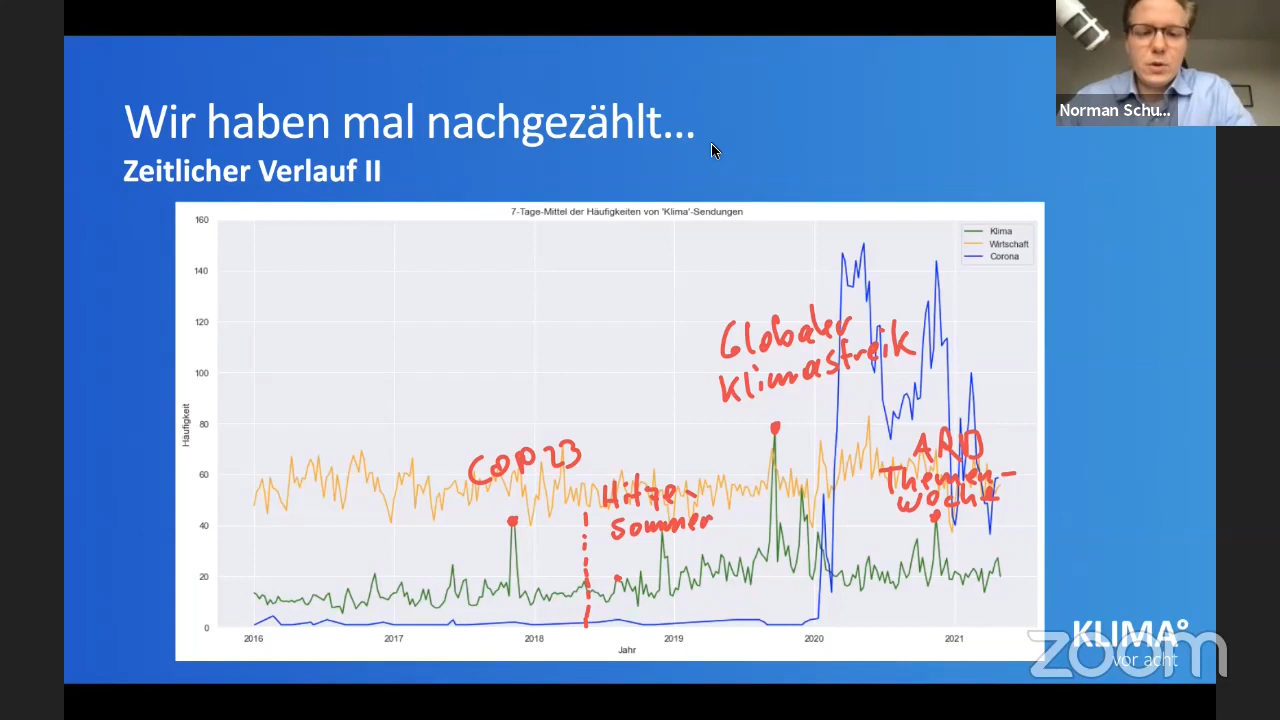 Norman Schu...
Wir haben mal nachgezählt...
Zeitlicher Verlauf II
7-Tage-Mittel der Häufigkeiten von 'Klima'-Sendungen
160
140
120
100
80
60
40
20
0
Häufigkeit
Klima
Wirtschaft
Corona
Globaler
Klimastreik
COP23
Hitze-
sommer
ARD
Themen-
woche
2016
2017
2018
2019
2020
2021
Jahr
KLIMA°
vor acht
zoom